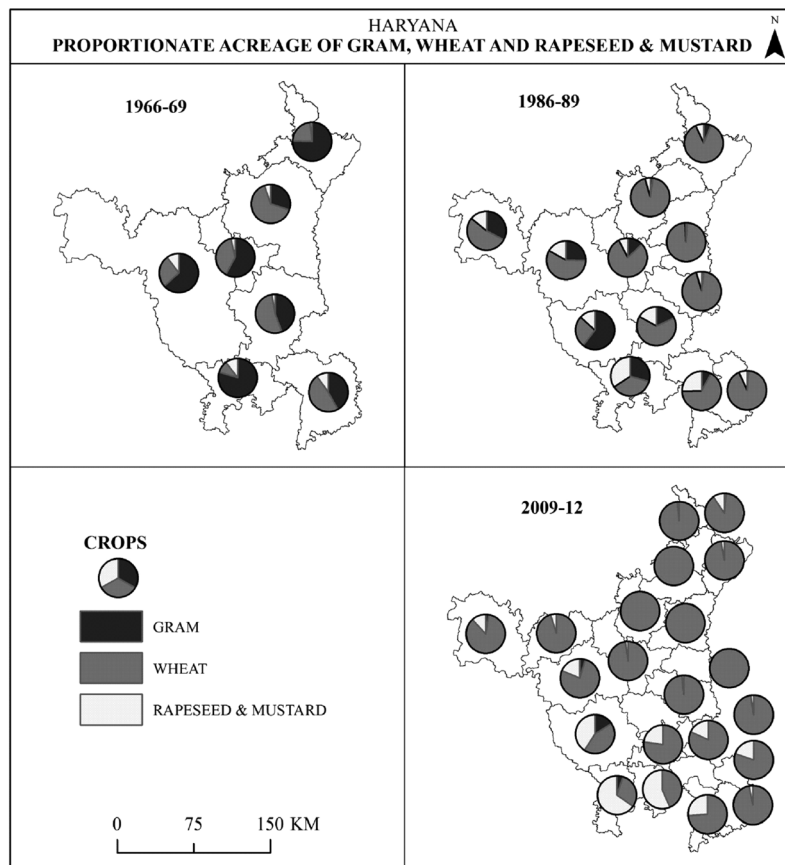 HARYANA
PROPORTIONATE ACREAGE OF GRAM, WHEAT AND RAPESEED & MUSTARD
N
1966-69
1986-89
2009-12
CROPS
GRAM
WHEAT
RAPESEED & MUSTARD
0 75 150 KM